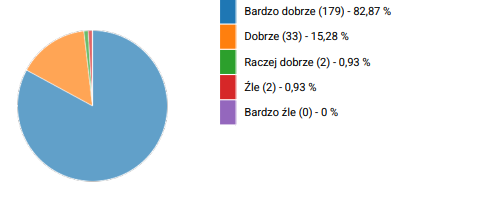 Bardzo dobrze (179) - 82,87 %
Dobrze (33) - 15,28 %
Raczej dobrze (2) - 0,93 %
Źle (2) - 0,93 %
Bardzo źle (0) - 0 %